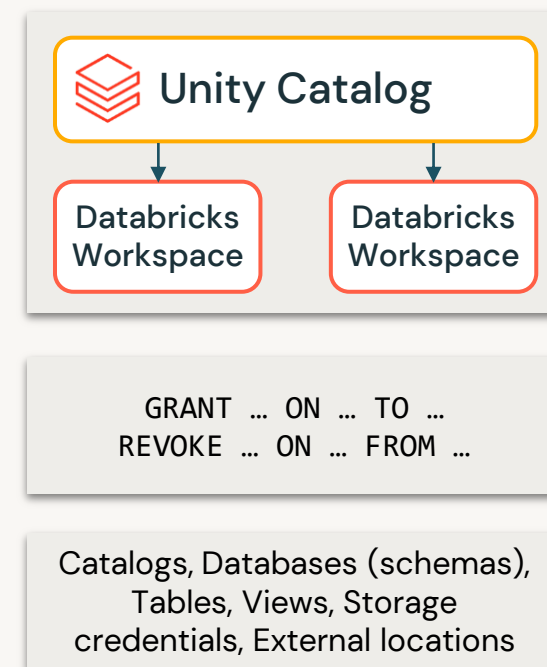 Unity Catalog
Databricks
Workspace
Databricks
Workspace
GRANT … ON … TO …
REVOKE … ON … FROM …
Catalogs, Databases (schemas),
Tables, Views, Storage
credentials, External locations